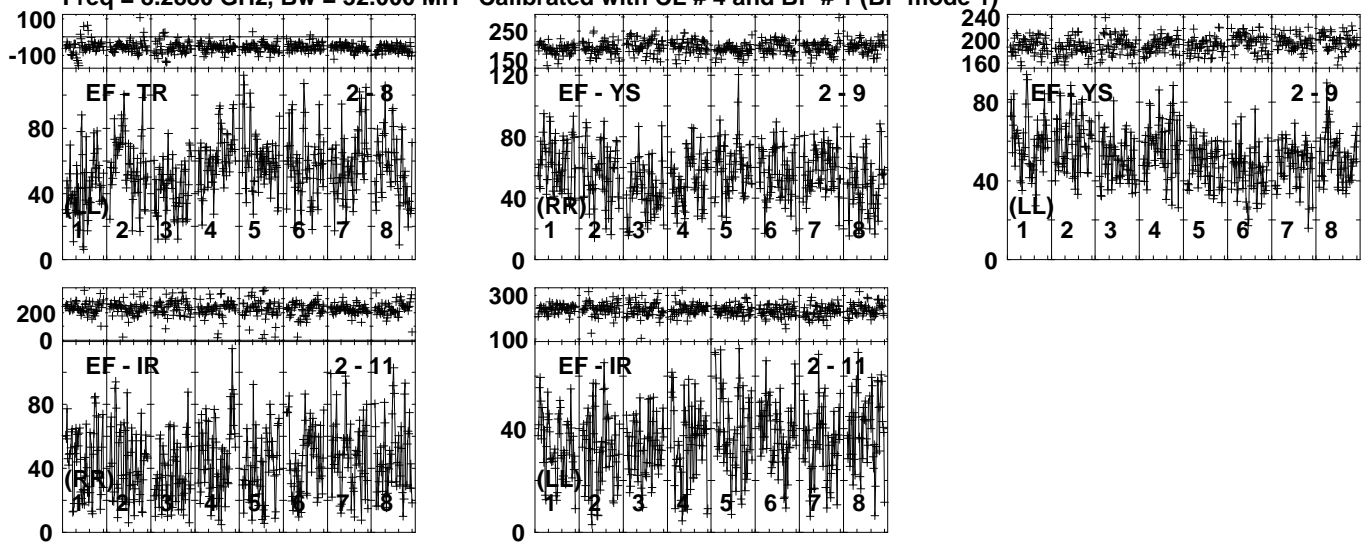 Freq = GHz, Bw = MH Calibrated with CL # 4 and BP # 1 (BP mode 1)
-100
EF - TR 2 - 8
80
40
(LL)
1 2 3 4 5 6 7 8
0
250
150
120
EF - YS 2 - 9
80
40
(RR)
1 2 3 4 5 6 7 8
0
240
200
160
EF - YS 2 - 9
80
40
(LL)
1 2 3 4 5 6 7 8
0
200
0
EF - IR 2 - 11
80
40
(RR)
1 2 3 4 5 6 7 8
0
300
100
EF - IR 2 - 11
40
(LL)
1 2 3 4 5 6 7 8
0